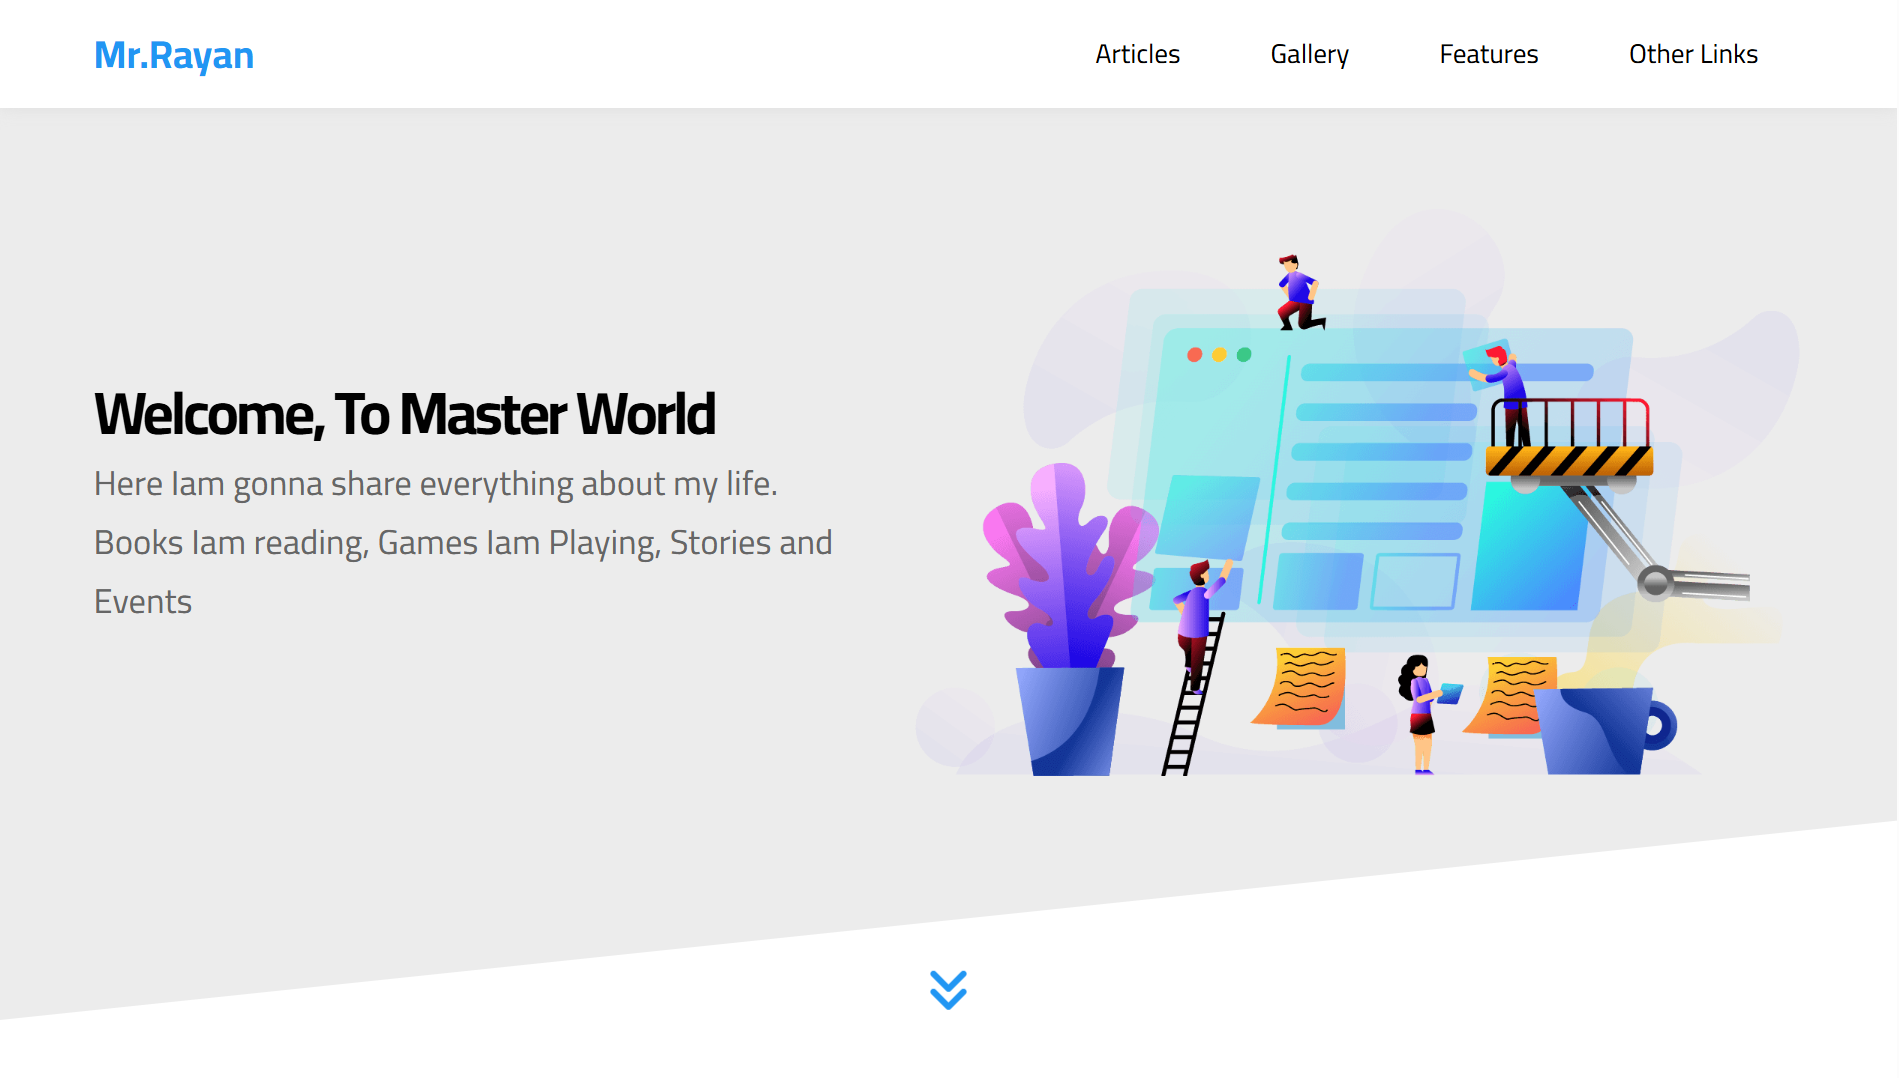 Mr.Rayan
Articles
Gallery
Features
Other Links
Welcome, To Master World
Here Iam gonna share everything about my life.
Books Iam reading, Games Iam Playing, Stories and
Events